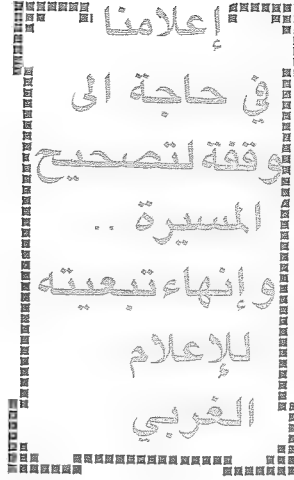 إعلامنا
في حاجة الى
وقفة لتصحيح
المسيرة ..
وإنهاء تبعيته
للإعلام
الغربي